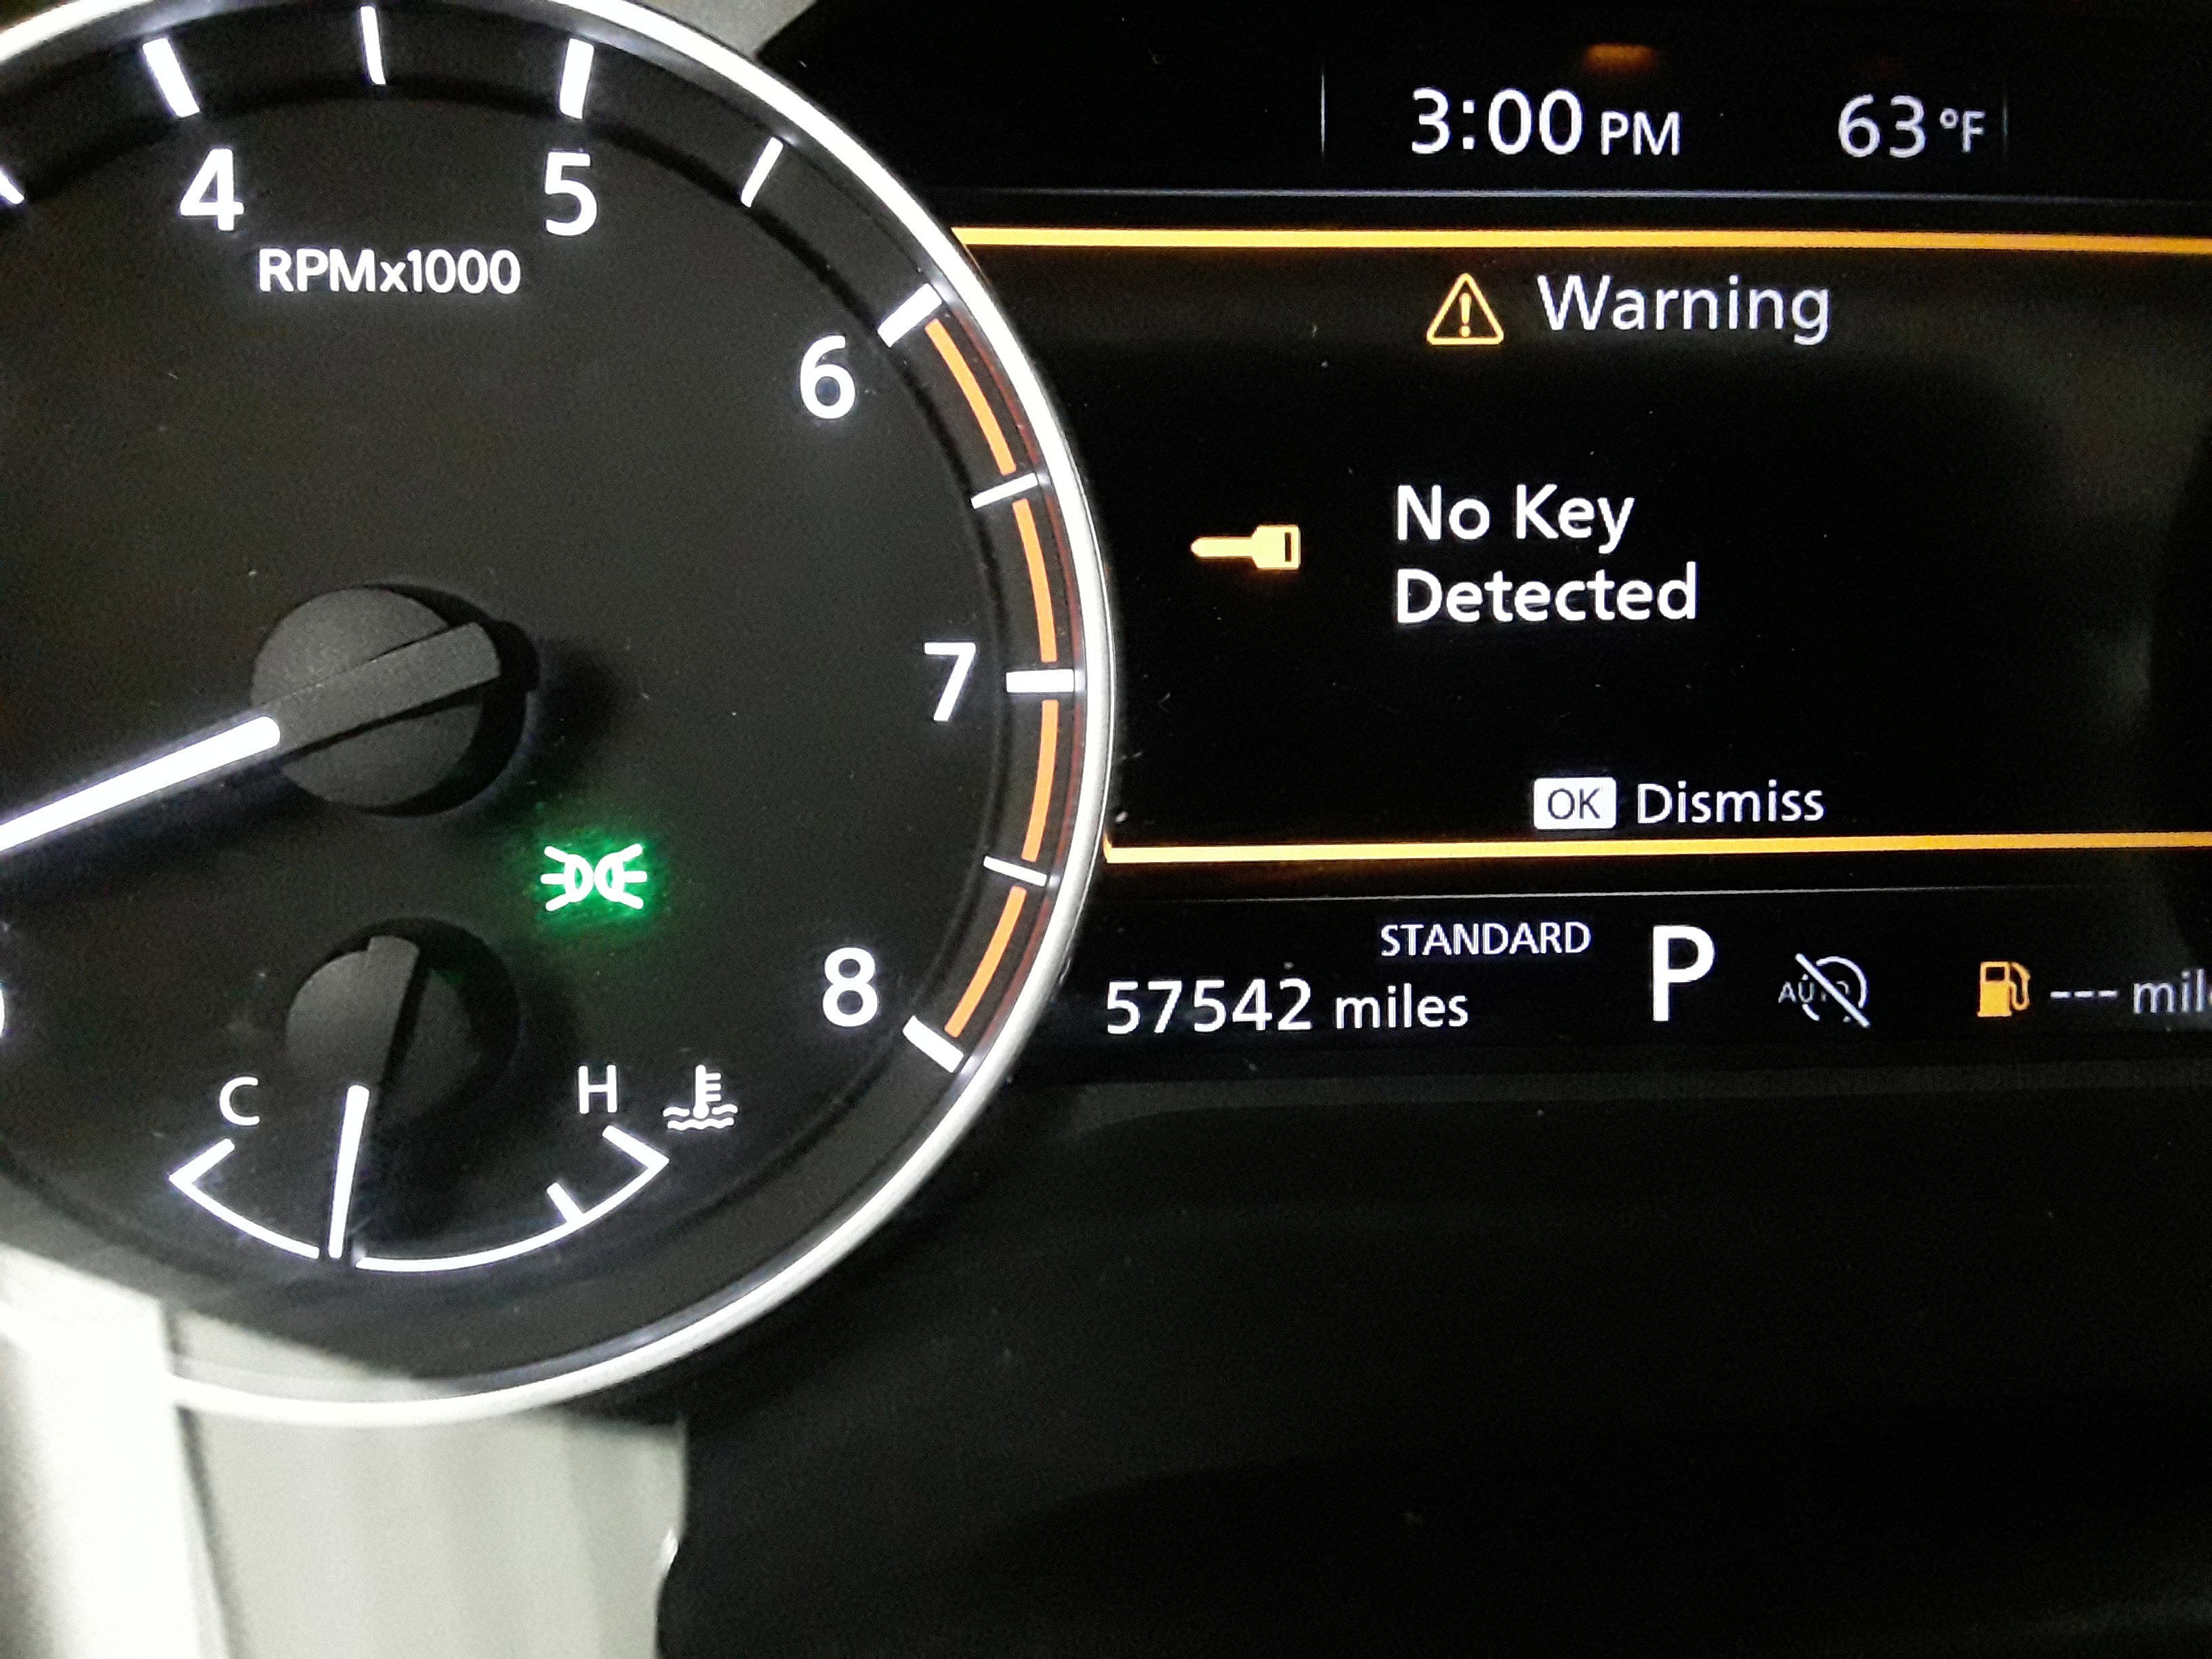 4
5
RPMx1000
6
7
8
C
H
3:00 PM 63 °F
Warning
No Key
Detected
OK Dismiss
STANDARD
57542 miles P AUTO --- mil